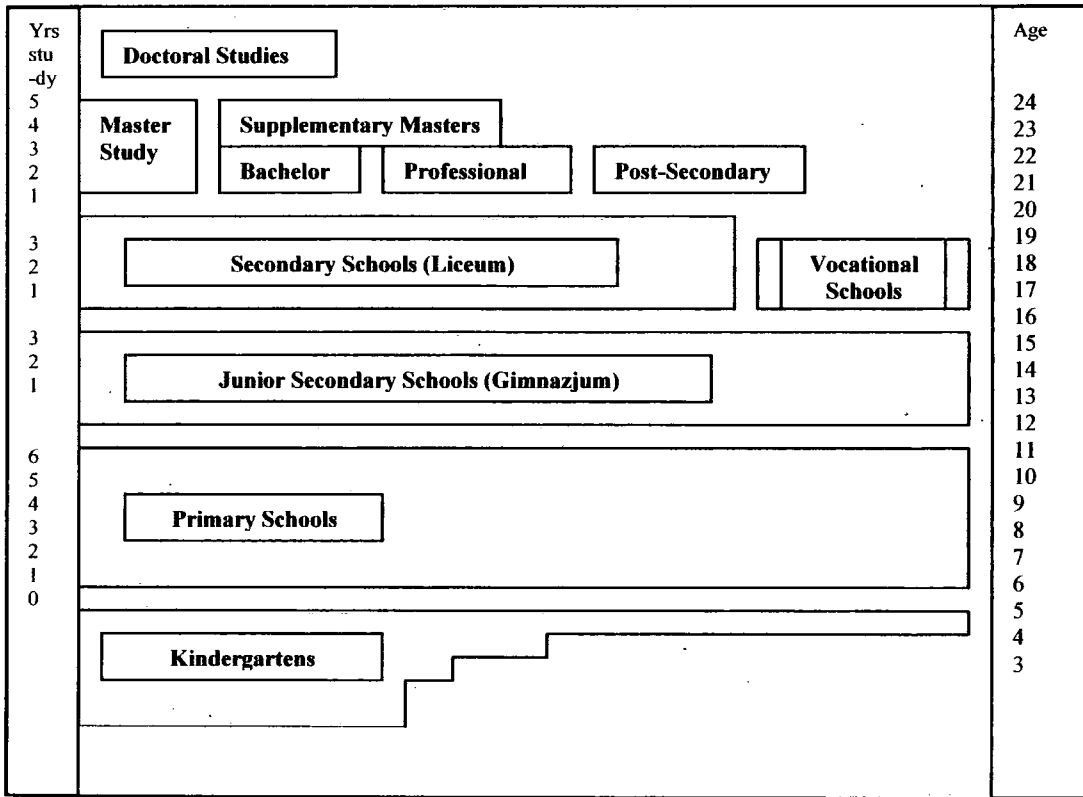 Yrs
stu
-dy
5
4
3
2
1
3
2
1
3
2
1
6
5
4
3
2
1
0
Doctoral Studies
Master
Study
Supplementary Masters
Bachelor
Professional
Post-Secondary
Secondary Schools (Liceum)
Vocational
Schools
Junior Secondary Schools (Gimnazjum)
Primary Schools
Kindergartens
Age
24
23
22
21
20
19
18
17
16
15
14
13
12
11
10
9
8
7
6
5
4
3